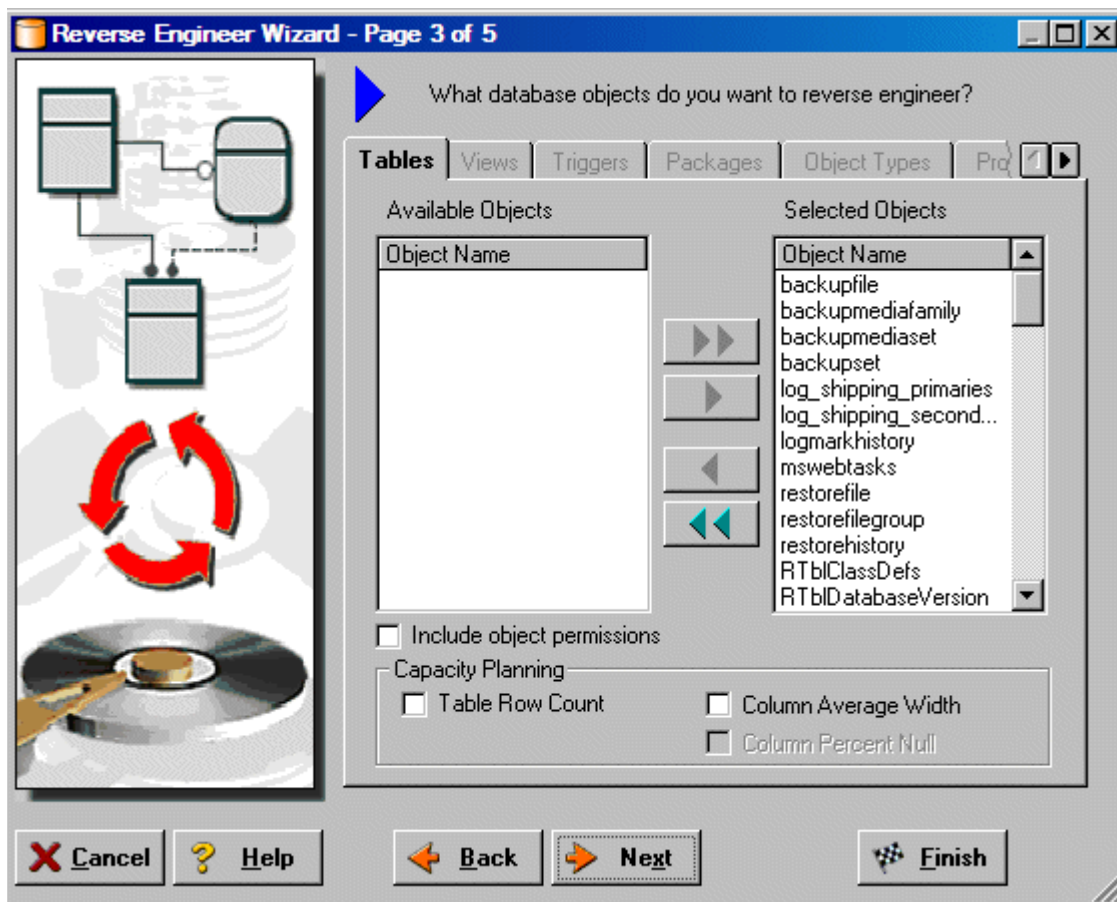 Reverse Engineer Wizard - Page 3 of 5
What database objects do you want to reverse engineer?
Tables Views Triggers Packages Object Types Pro
Available Objects Selected Objects
Object Name Object Name
backupfile
backupmediafamily
backupmediaset
backupset
log_shipping_primaries
log_shipping_second...
logmarkhistory
mswebtasks
restorefile
restorefilegroup
restorehistory
RTblClassDefs
RTblDatabaseVersion
Include object permissions
Capacity Planning
Table Row Count Column Average Width
Column Percent Null
Cancel Help Back Next Finish